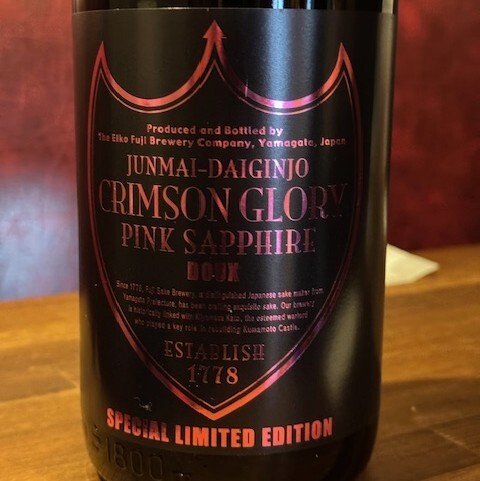 Produced and Bottled by
The Eiko Fuji Brewery Company, Yamagata, Japan
JUNMAI-DAIGINJO
CRIMSON GLORY
PINK SAPPHIRE
DOUX
Since 1778, Fuji Sake Brewery, a distinguished Japanese sake maker from
Yamagata Prefecture, has been crafting exquisite sake. Our brewery
is historically linked with Kiyomasa Kato, the esteemed warlord
who played a key role in rebuilding Kumamoto Castle.
ESTABLISH
1778
SPECIAL LIMITED EDITION
1800